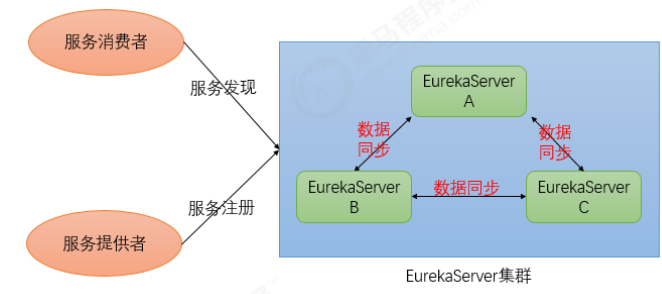 服务消费者
服务发现
服务注册
服务提供者
EurekaServer
A
数据
同步
数据
同步
EurekaServer
B
数据同步
EurekaServer
C
EurekaServer集群